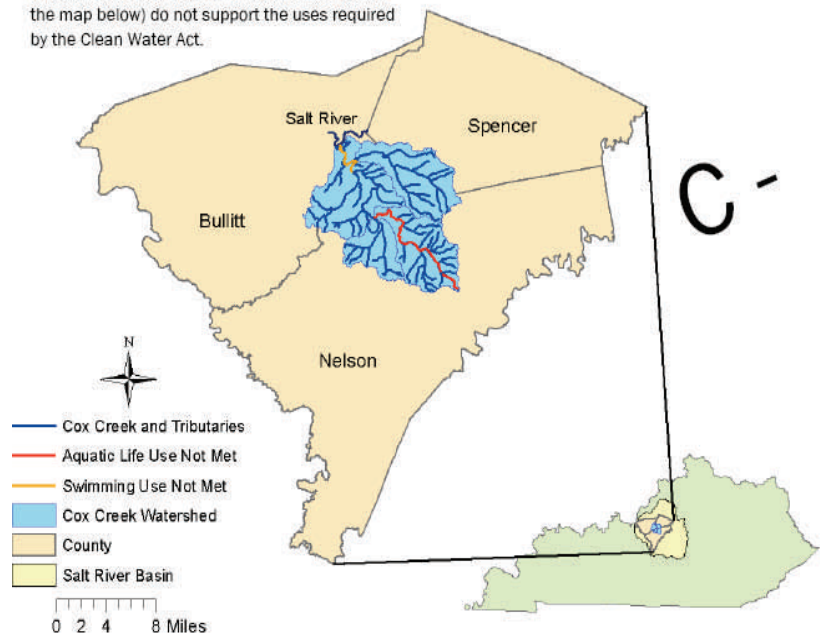 the map below) do not support the uses required
by the Clean Water Act.
Salt River
Spencer
C -
Bullitt
Nelson
N
Cox Creek and Tributaries
Aquatic Life Use Not Met
Swimming Use Not Met
Cox Creek Watershed
County
Salt River Basin
0 2 4 8 Miles